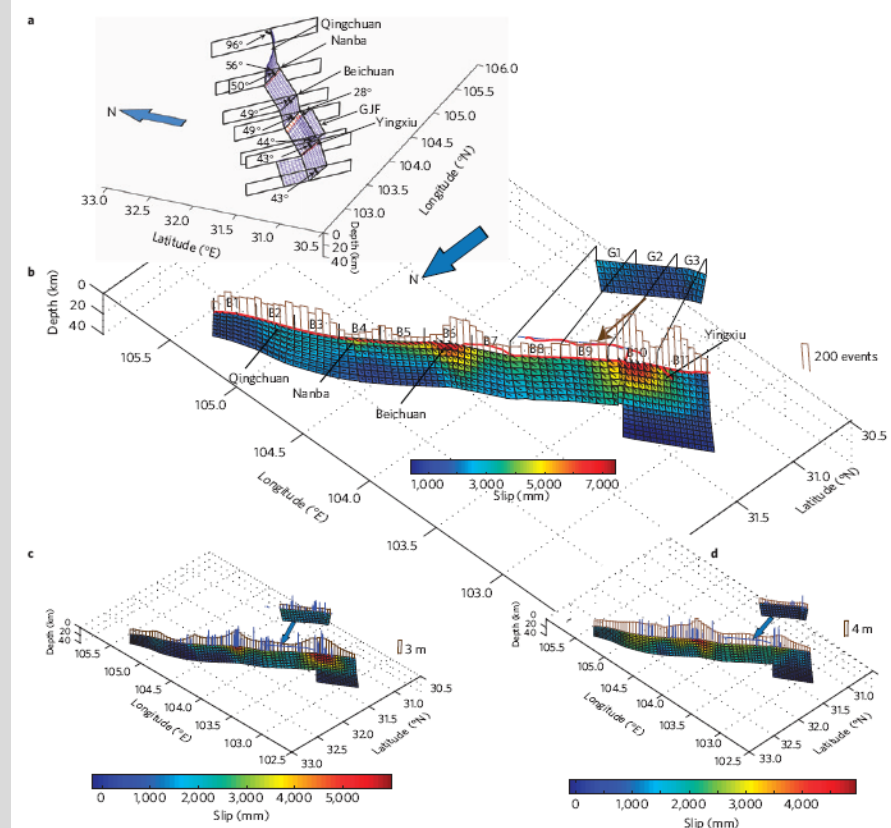 a
Qingchuan
Nanba
96°
56°
50°
Beichuan
28°
GJF
49°
49°
Yingxiu
44°
43°
43°
N
106.0
105.5
105.0
104.5
104.0
103.5
103.0
Longitude (°N)
33.0
32.5
32.0
31.5
31.0
30.5
Latitude (°E)
0
20
40
Depth (km)
N
b
G1
G2
G3
Depth (km)
0
20
40
B1
B2
B3
B4
B5
B6
B7
B8
B9
B10
B11
Yingxiu
200 events
Qingchuan
Nanba
Beichuan
105.5
105.0
104.5
104.0
103.5
103.0
Longitude (°E)
30.5
31.0
31.5
Latitude (°N)
1,000 3,000 5,000 7,000
Slip (mm)
c
Depth (km)
0
20
40
3 m
105.5
105.0
104.5
104.0
103.5
103.0
102.5
Longitude (°E)
30.5
31.0
31.5
32.0
32.5
33.0
Latitude (°N)
0 1,000 2,000 3,000 4,000 5,000
Slip (mm)
d
Depth (km)
0
20
40
4 m
105.5
105.0
104.5
104.0
103.5
103.0
102.5
Longitude (°E)
31.0
31.5
32.0
32.5
33.0
Latitude (°N)
0 1,000 2,000 3,000 4,000
Slip (mm)